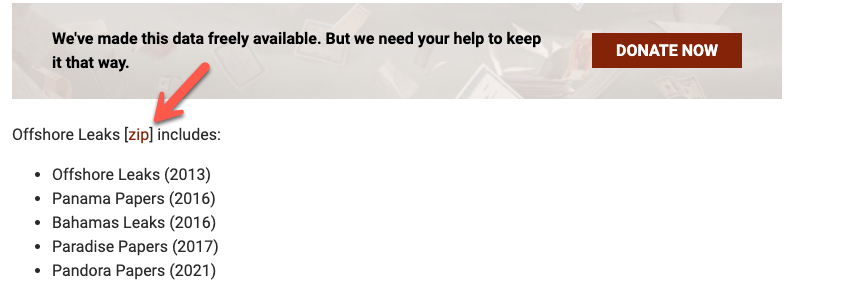 We've made this data freely available. But we need your help to keep
it that way.
DONATE NOW
Offshore Leaks [zip] includes:
• Offshore Leaks (2013)
• Panama Papers (2016)
• Bahamas Leaks (2016)
• Paradise Papers (2017)
• Pandora Papers (2021)